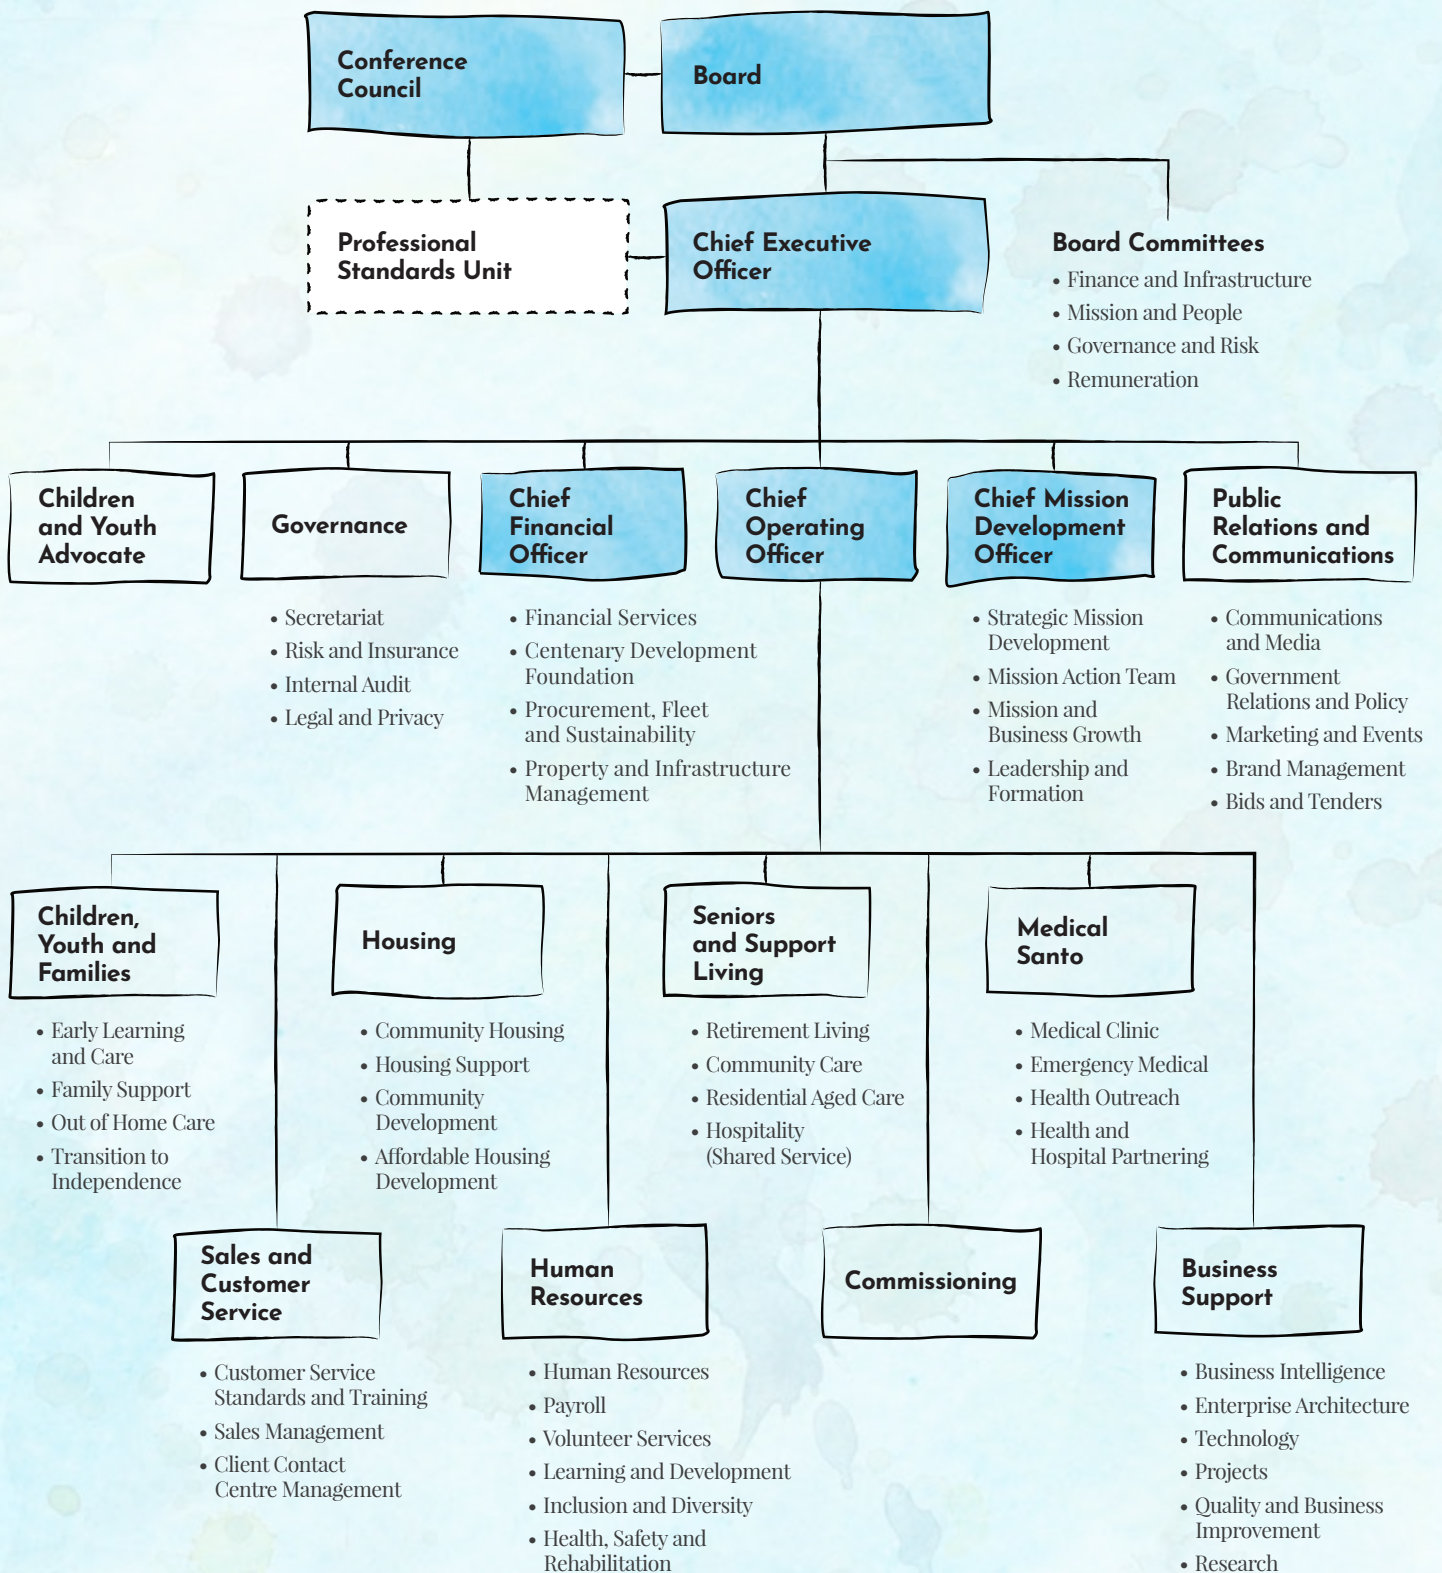 Conference
Council
Board
Professional
Standards Unit
Chief Executive
Officer
Board Committees
• Finance and Infrastructure
• Mission and People
• Governance and Risk
• Remuneration
Children
and Youth
Advocate
Governance
• Secretariat
• Risk and Insurance
• Internal Audit
• Legal and Privacy
Chief
Financial
Officer
• Financial Services
• Centenary Development
Foundation
• Procurement, Fleet
and Sustainability
• Property and Infrastructure
Management
Chief
Operating
Officer
Chief Mission
Development
Officer
• Strategic Mission
Development
• Mission Action Team
• Mission and
Business Growth
• Leadership and
Formation
Public
Relations and
Communications
• Communications
and Media
• Government
Relations and Policy
• Marketing and Events
• Brand Management
• Bids and Tenders
Children,
Youth and
Families
• Early Learning
and Care
• Family Support
• Out of Home Care
• Transition to
Independence
Housing
• Community Housing
• Housing Support
• Community
Development
• Affordable Housing
Development
Seniors
and Support
Living
• Retirement Living
• Community Care
• Residential Aged Care
• Hospitality
(Shared Service)
Medical
Santo
• Medical Clinic
• Emergency Medical
• Health Outreach
• Health and
Hospital Partnering
Sales and
Customer
Service
• Customer Service
Standards and Training
• Sales Management
• Client Contact
Centre Management
Human
Resources
• Human Resources
• Payroll
• Volunteer Services
• Learning and Development
• Inclusion and Diversity
• Health, Safety and
Rehabilitation
Commissioning
Business
Support
• Business Intelligence
• Enterprise Architecture
• Technology
• Projects
• Quality and Business
Improvement
• Research